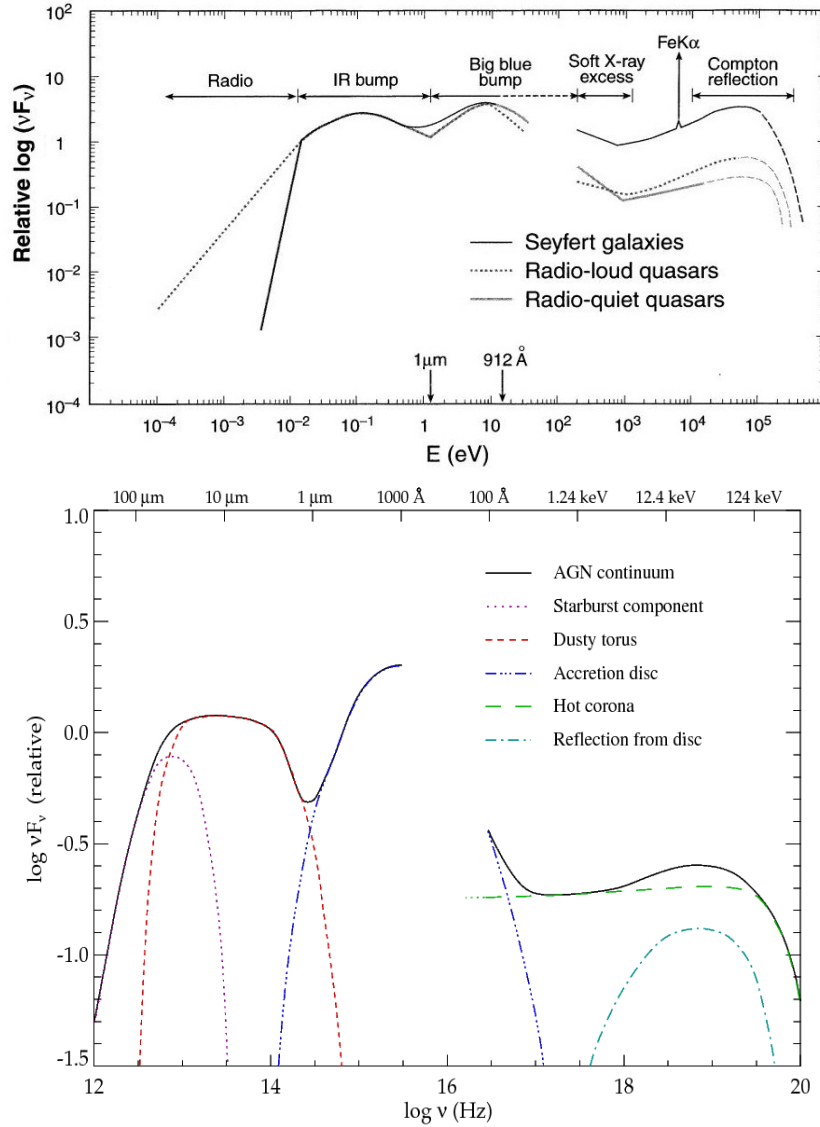 10²
10
1
10⁻¹
10⁻²
10⁻³
10⁻⁴
Relative log (νFν)
Radio
IR bump
Big blue
bump
Soft X-ray
excess
FeKα
Compton
reflection
Seyfert galaxies
Radio-loud quasars
Radio-quiet quasars
1μm
912 Å
10⁻⁴ 10⁻³ 10⁻² 10⁻¹ 1 10 10² 10³ 10⁴ 10⁵
E (eV)
100 μm 10 μm 1 μm 1000 Å 100 Å 1.24 keV 12.4 keV 124 keV
1.0
0.5
0.0
-0.5
-1.0
-1.5
log νFν (relative)
AGN continuum
Starburst component
Dusty torus
Accretion disc
Hot corona
Reflection from disc
12 14 16 18 20
log ν (Hz)